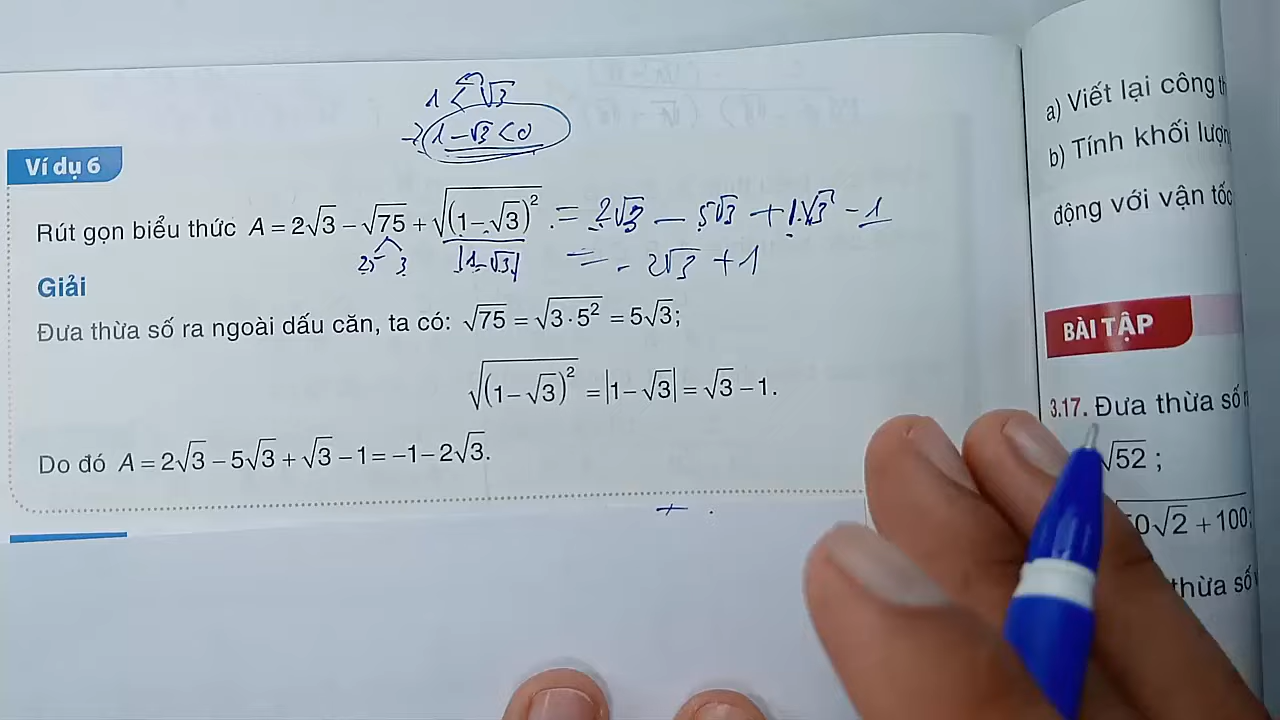 1 < √3
→ 1 - √3 < 0
Ví dụ 6
Rút gọn biểu thức A = 2√3 − √75 + √(1 − √3)². = 2√3 − 5√3 + 1√3 - 1
25 3 |1-√3| = - 2√3 + 1
Giải
Đưa thừa số ra ngoài dấu căn, ta có: √75 = √3·5² = 5√3;
√(1 − √3)² = |1 − √3| = √3 − 1.
Do đó A = 2√3 − 5√3 + √3 − 1 = −1 − 2√3.
+ .
a) Viết lại công
b) Tính khối
động với vận tốc
BÀI TẬP
3.17. Đưa thừa số
√52 ;
0√2 + 100;
thừa số